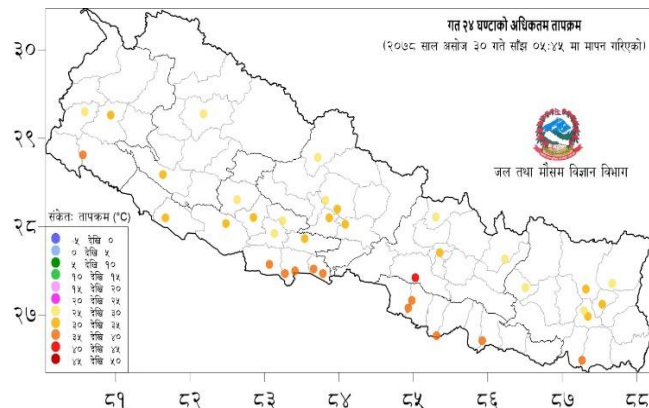 गत २४ घण्टाको अधिकतम तापक्रम
(२०७८ साल असोज ३० गते साँझ ०५:४५ मा मापन गरिएको)
जल तथा मौसम विज्ञान विभाग
३०
२९
२८
२७
संकेतः तापक्रम (°C)
-५ देखि ०
० देखि ५
५ देखि १०
१० देखि १५
१५ देखि २०
२० देखि २५
२५ देखि ३०
३० देखि ३५
३५ देखि ४०
४० देखि ४५
४५ देखि ५०
८१ ८२ ८३ ८४ ८५ ८६ ८७ ८८